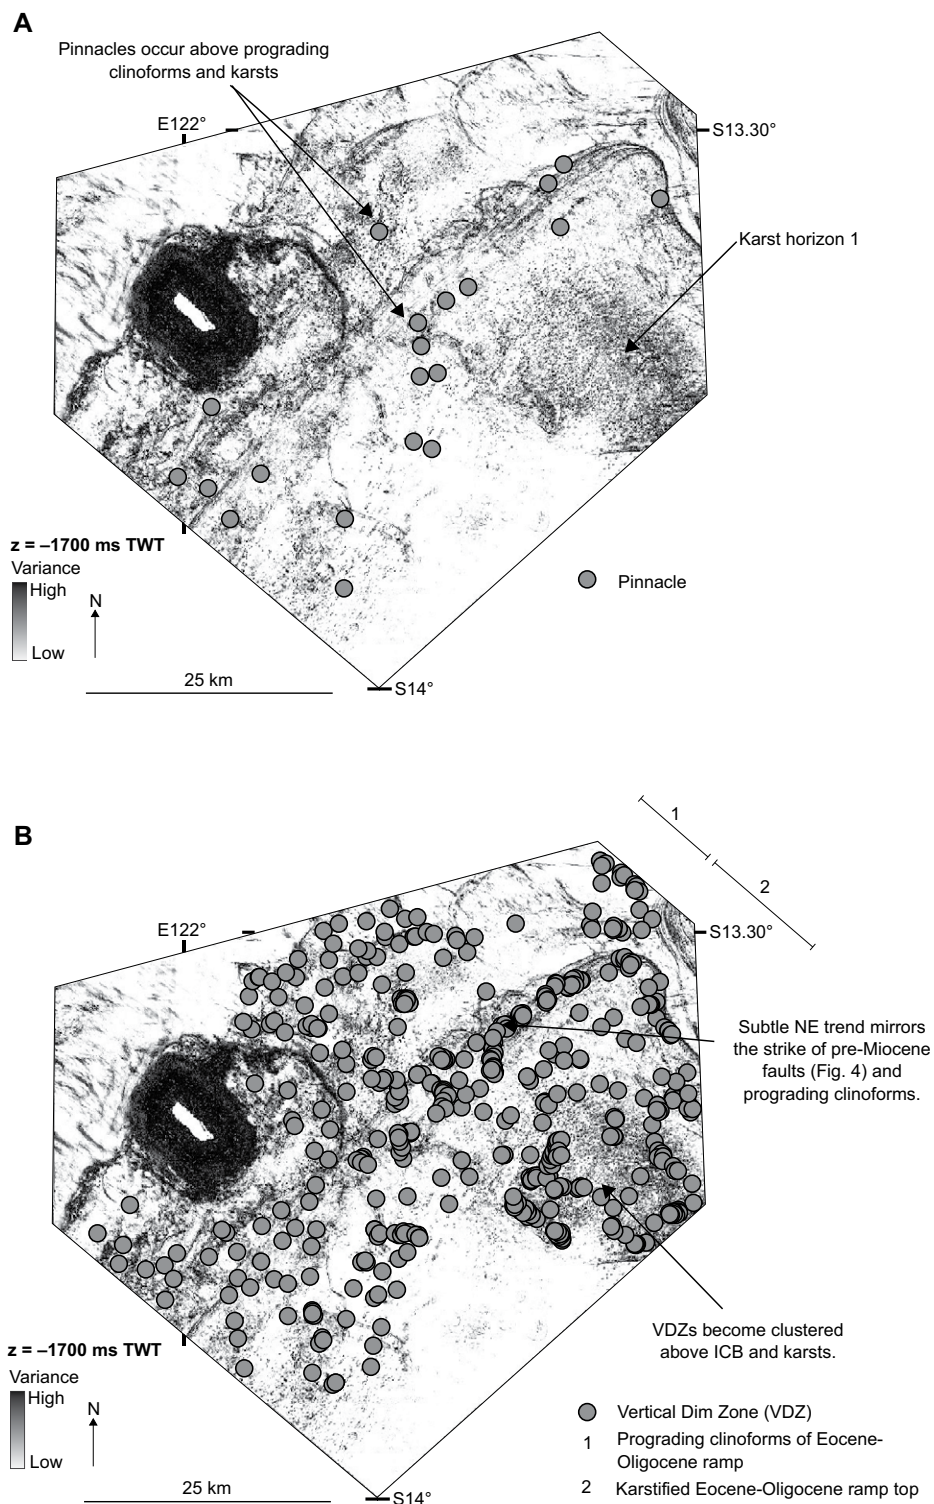 A
Pinnacles occur above prograding
clinoforms and karsts
E122°
S13.30°
Karst horizon 1
z = –1700 ms TWT
Variance
High
Low
N
25 km
S14°
Pinnacle
B
1
2
E122°
S13.30°
Subtle NE trend mirrors
the strike of pre-Miocene
faults (Fig. 4) and
prograding clinoforms.
VDZs become clustered
above ICB and karsts.
z = –1700 ms TWT
Variance
High
Low
N
25 km
S14°
Vertical Dim Zone (VDZ)
1 Prograding clinoforms of Eocene-
Oligocene ramp
2 Karstified Eocene-Oligocene ramp top